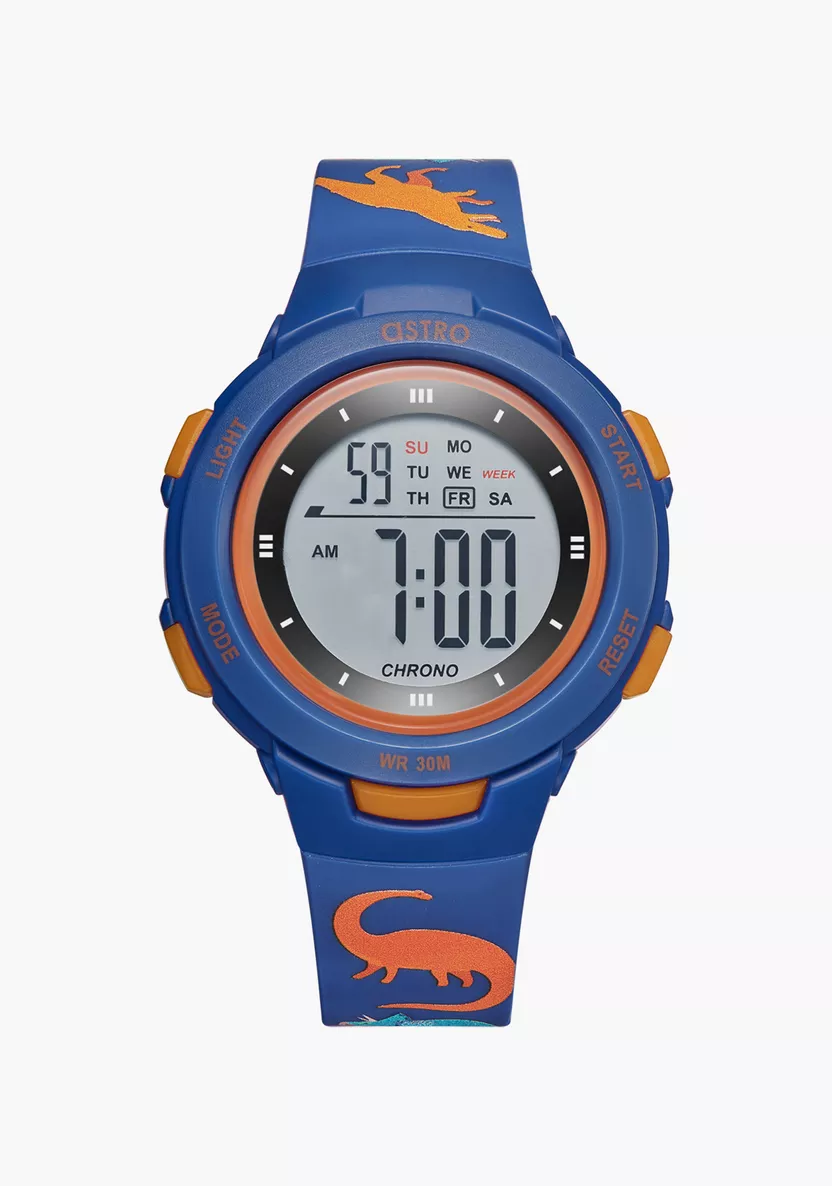 astro
LIGHT
START
59 SU MO
TU WE WEEK
TH FR SA
AM 7:00
CHRONO
MODE
RESET
WR 30M